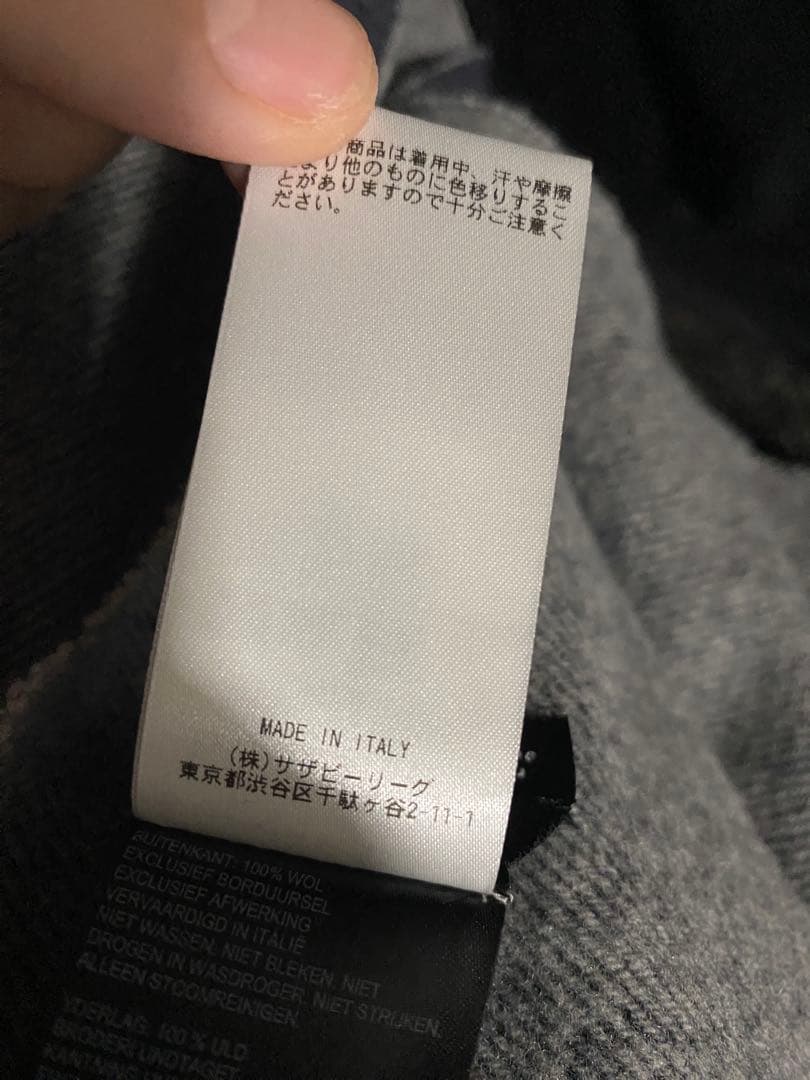 商品は着用中、汗や摩擦
より他のものに色移りするこ
とがありますので十分ご注意く
ださい。
MADE IN ITALY
(株)サザビーリーグ
東京都渋谷区千駄ヶ谷2-11-1
BUITENKANT: 100% WOL
EXCLUSIEF BORDUURSEL
EXCLUSIEF AFWERKING
VERVAARDIGD IN ITALIË
NIET WASSEN, NIET BLEKEN, NIET
DROGEN IN WASDROGER, NIET STRIJKEN,
ALLEEN STOOMREINIGEN.
YDERLAG: 100 % ULD
BRODERI UNDTAGET